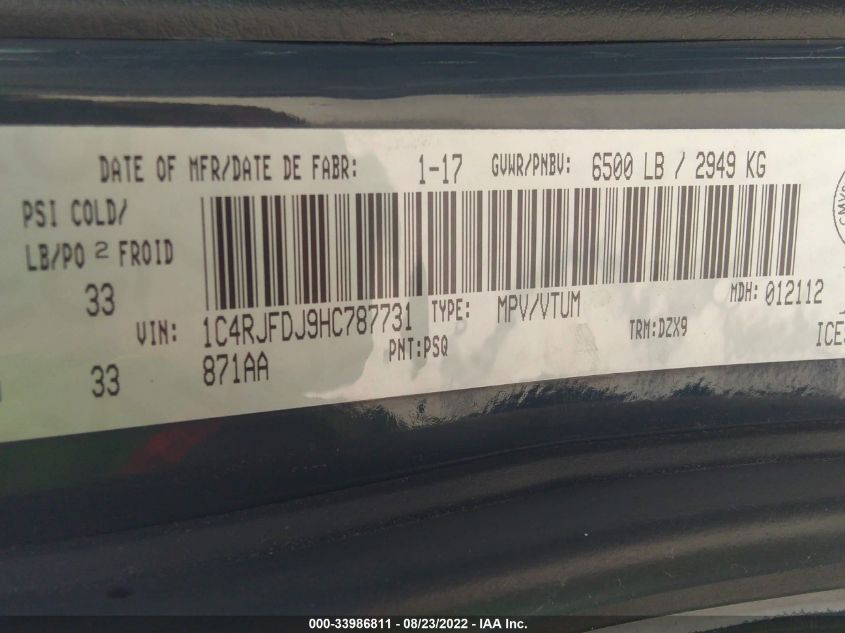 DATE OF MFR/DATE DE FABR: 1-17 GVWR/PNBV: 6500 LB / 2949 KG
PSI COLD/
LB/PO 2 FROID
33
VIN: 1C4RJFDJ9HC787731 TYPE: MPV/VTUM MDH: 012112
PNT:PSQ TRM:DZX9
33 871AA
000-33986811 - 08/23/2022 - IAA Inc.